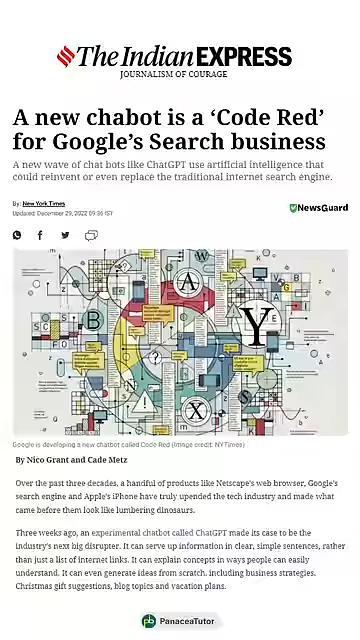 The Indian EXPRESS
JOURNALISM OF COURAGE
A new chabot is a ‘Code Red’
for Google’s Search business
A new wave of chat bots like ChatGPT use artificial intelligence that
could reinvent or even replace the traditional internet search engine.
By: New York Times
Updated: December 29, 2022 09:36 IST
NewsGuard
W
A
B
Y
E
V
G
S C
?
N
X
S
m
Google is developing a new chatbot called Code Red (Image credit: NYTimes)
By Nico Grant and Cade Metz
Over the past three decades, a handful of products like Netscape’s web browser, Google’s
search engine and Apple’s iPhone have truly upended the tech industry and made what
came before them look like lumbering dinosaurs.
Three weeks ago, an experimental chatbot called ChatGPT made its case to be the
industry’s next big disrupter. It can serve up information in clear, simple sentences, rather
than just a list of internet links. It can explain concepts in ways people can easily
understand. It can even generate ideas from scratch, including business strategies,
Christmas gift suggestions, blog topics and vacation plans.
PanaceaTutor